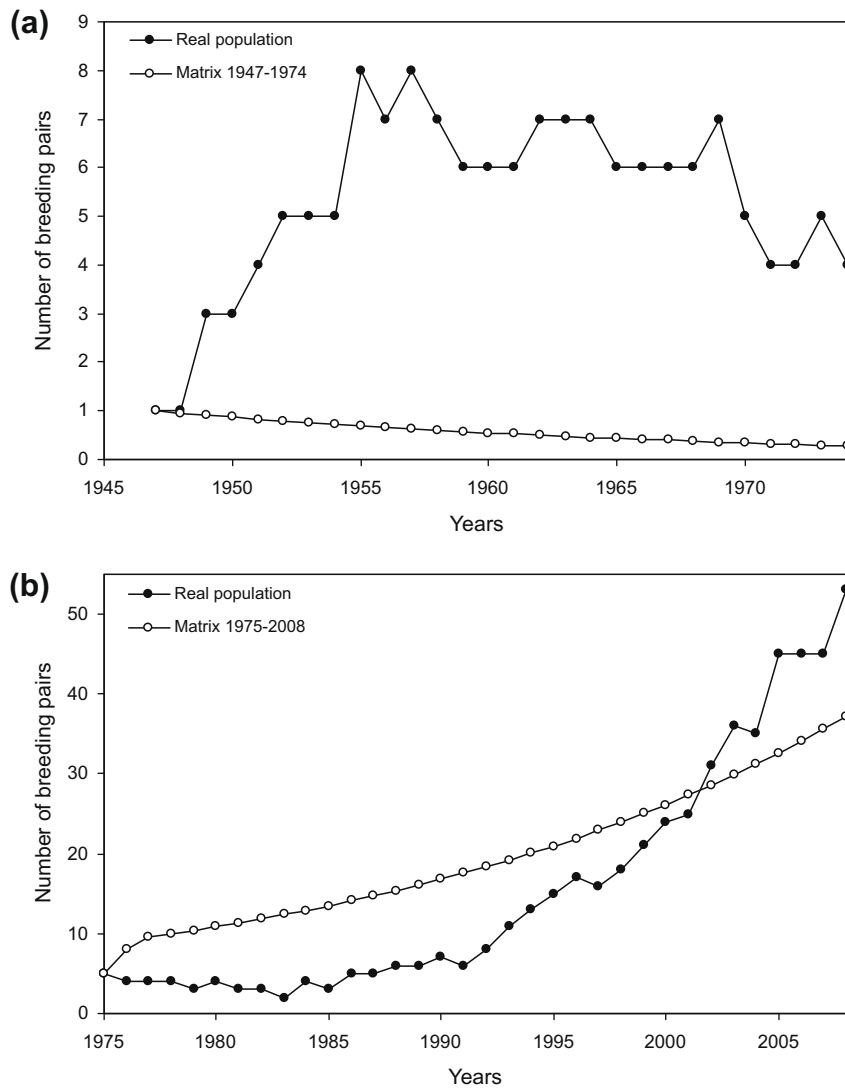 (a)
Real population
Matrix 1947-1974
Number of breeding pairs
9
8
7
6
5
4
3
2
1
0
1945 1950 1955 1960 1965 1970
Years
(b)
Real population
Matrix 1975-2008
Number of breeding pairs
50
40
30
20
10
0
1975 1980 1985 1990 1995 2000 2005
Years